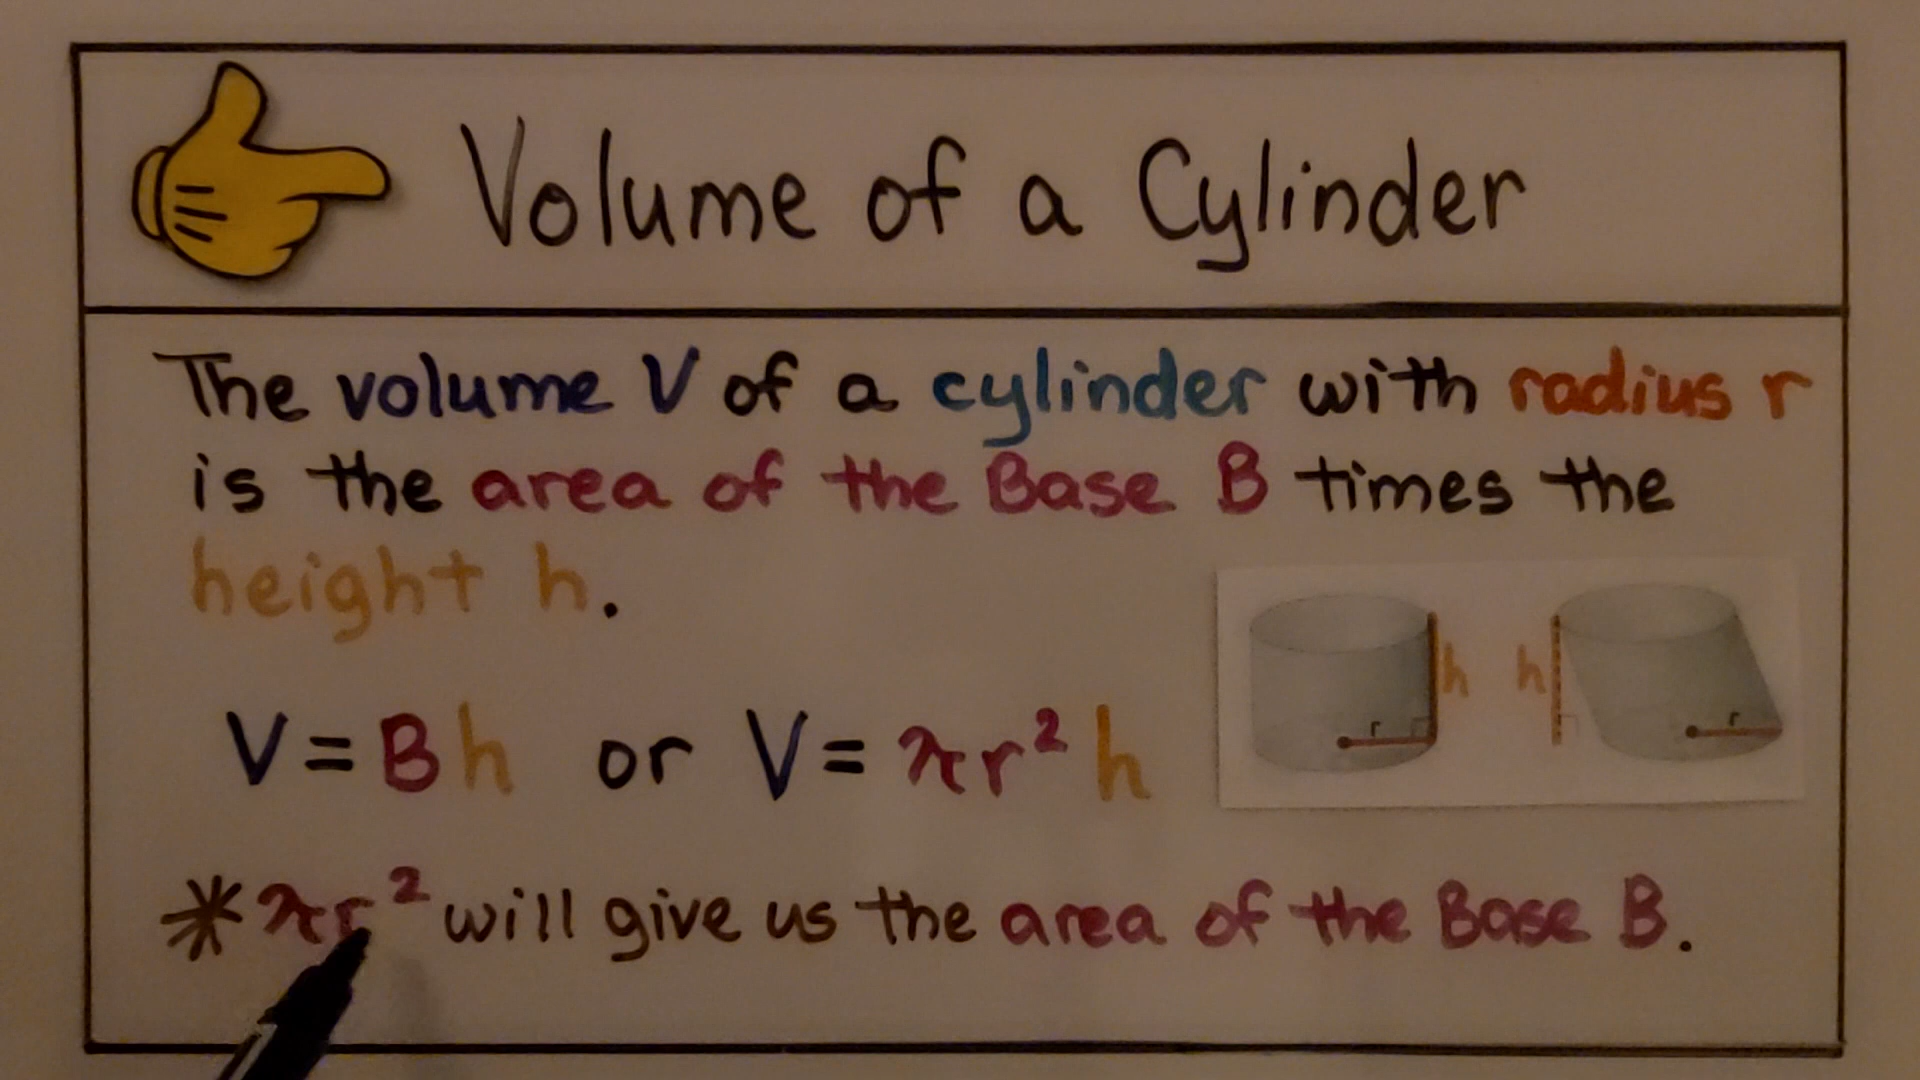 Volume of a Cylinder
The volume V of a cylinder with radius r
is the area of the Base B times the
height h.
V = Bh or V = πr² h
h h
r r
* πr² will give us the area of the Base B.